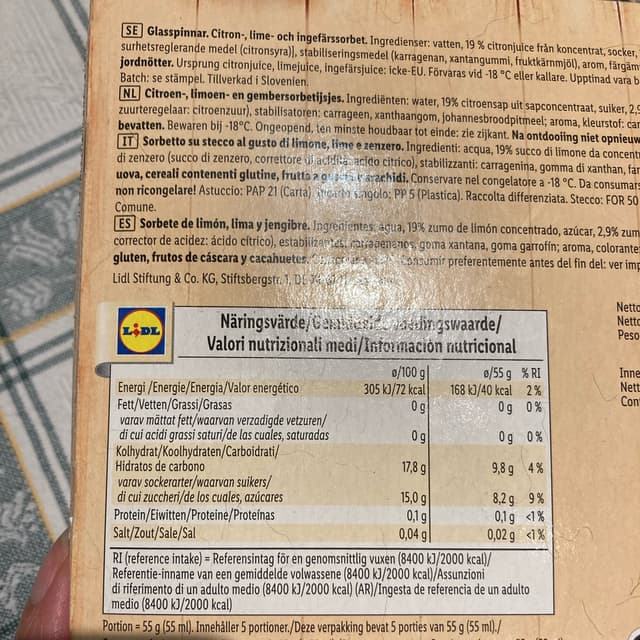 SE Glasspinnar. Citron-, lime- och ingefärssorbet. Ingredienser: vatten, 19 % citronjuice från koncentrat, socker,
surhetsreglerande medel (citronsyra)], stabiliseringsmedel (karragenan, xantangummi, fruktkärnmjöl), arom, färgäm
jordnötter. Ursprung citronjuice, limejuice, ingefärsjuice: icke-EU. Förvaras vid -18 °C eller kallare. Upptinad vara b
Batch: se stämpel. Tillverkad i Slovenien.
NL Citroen-, limoen- en gembersorbetijsjes. Ingrediënten: water, 19% citroensap uit sapconcentraat, suiker, 2,9
zuurteregelaar: citroenzuur), stabilisatoren: carrageen, xanthaangom, johannesbroodpitmeel; aroma, kleurstof: car
bevatten. Bewaren bij -18°C. Ongeopend, ten minste houdbaar tot einde: zie zijkant. Na ontdooiing niet opnieuw
IT Sorbetto su stecco al gusto di limone, lime e zenzero. Ingredienti: acqua, 19% succo di limone da concent
di zenzero (succo di zenzero, correttore di acidità: acido citrico), stabilizzanti: carragenina, gomma di xanthan, far
uova, cereali contenenti glutine, frutta a guscio e arachidi. Conservare nel congelatore a -18 °C. Da consumar
non ricongelare! Astuccio: PAP 21 (Carta) singolo: PP 5 (Plastica). Raccolta differenziata. Stecco: FOR 50
Comune.
ES Sorbete de limón, lima y jengibre. Ingredientes: agua, 19% zumo de limón concentrado, azúcar, 2,9% zum
corrector de acidez: ácido cítrico), estabilizantes: carragenanos, goma xantana, goma garrofín; aroma, colorante
gluten, frutos de cáscara y cacahuetes. Consumir preferentemente antes del fin del: ver imp
Lidl Stiftung & Co. KG, Stiftsbergstr. 1, DE-
LIDL
Näringsvärde/Gemiddelde voedingswaarde/
Valori nutrizionali medi/Información nutricional
ø/100 g ø/55 g % RI
Energi /Energie/Energia/Valor energético 305 kJ/72 kcal 168 kJ/40 kcal 2 %
Fett/Vetten/Grassi/Grasas 0 g 0 g 0%
varav mättat fett/waarvan verzadigde vetzuren/
di cui acidi grassi saturi/de las cuales, saturadas 0 g 0 g 0%
Kolhydrat/Koolhydraten/Carboidrati/
Hidratos de carbono 17,8 g 9,8 g 4 %
varav sockerarter/waarvan suikers/
di cui zuccheri/de los cuales, azúcares 15,0 g 8,2 g 9 %
Protein/Eiwitten/Proteine/Proteínas 0,1 g 0,1 g <1 %
Salt/Zout/Sale/Sal 0,04 g 0,02 g <1 %
RI (reference intake) = Referensintag för en genomsnittlig vuxen (8400 kJ/2000 kcal)/
Referentie-inname van een gemiddelde volwassene (8400 kJ/2000 kcal)/Assunzioni
di riferimento di un adulto medio (8400 kJ/2000 kcal) (AR)/Ingesta de referencia de un adulto
medio (8400 kJ/2000 kcal)
Portion = 55 g (55 ml). Innehåller 5 portioner./Deze verpakking bevat 5 porties van 55 g (55 ml)./
Netto
Netto
Peso
Inne
Nett
Con